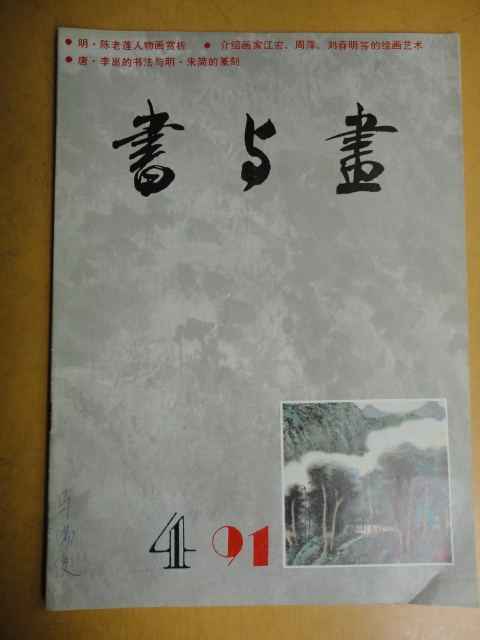 ● 明·陈老莲人物画赏析 ● 介绍画家江宏、周萍、刘春明等的绘画艺术
● 唐·李邕的书法与明·朱简的篆刻
書与畫
4 91